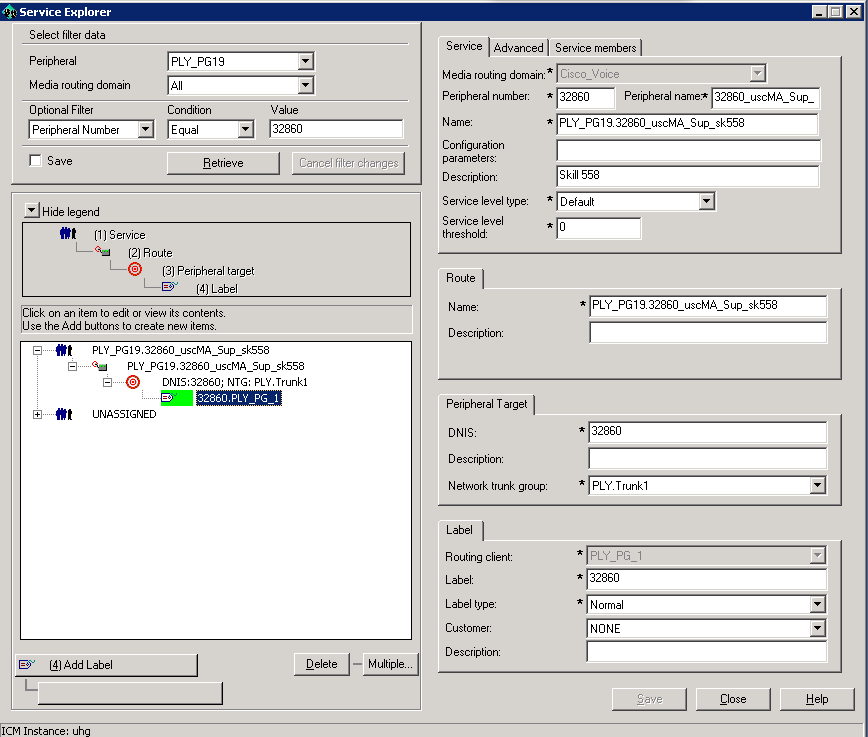 Service Explorer
Select filter data
Peripheral PLY_PG19
Media routing domain All
Optional Filter Condition Value
Peripheral Number Equal 32860
Save Retrieve Cancel filter changes
Hide legend
(1) Service
(2) Route
(3) Peripheral target
(4) Label
Click on an item to edit or view its contents.
Use the Add buttons to create new items.
PLY_PG19.32860_uscMA_Sup_sk558
PLY_PG19.32860_uscMA_Sup_sk558
DNIS:32860; NTG: PLY.Trunk1
32860.PLY_PG_1
UNASSIGNED
(4) Add Label Delete Multiple...
Service Advanced Service members
Media routing domain:* Cisco_Voice
Peripheral number: * 32860 Peripheral name:* 32860_uscMA_Sup_
Name: * PLY_PG19.32860_uscMA_Sup_sk558
Configuration
parameters:
Description: Skill 558
Service level type: * Default
Service level
threshold: * 0
Route
Name: * PLY_PG19.32860_uscMA_Sup_sk558
Description:
Peripheral Target
DNIS: * 32860
Description:
Network trunk group: * PLY.Trunk1
Label
Routing client: * PLY_PG_1
Label: * 32860
Label type: * Normal
Customer: * NONE
Description:
Save Close Help
ICM Instance: uhg